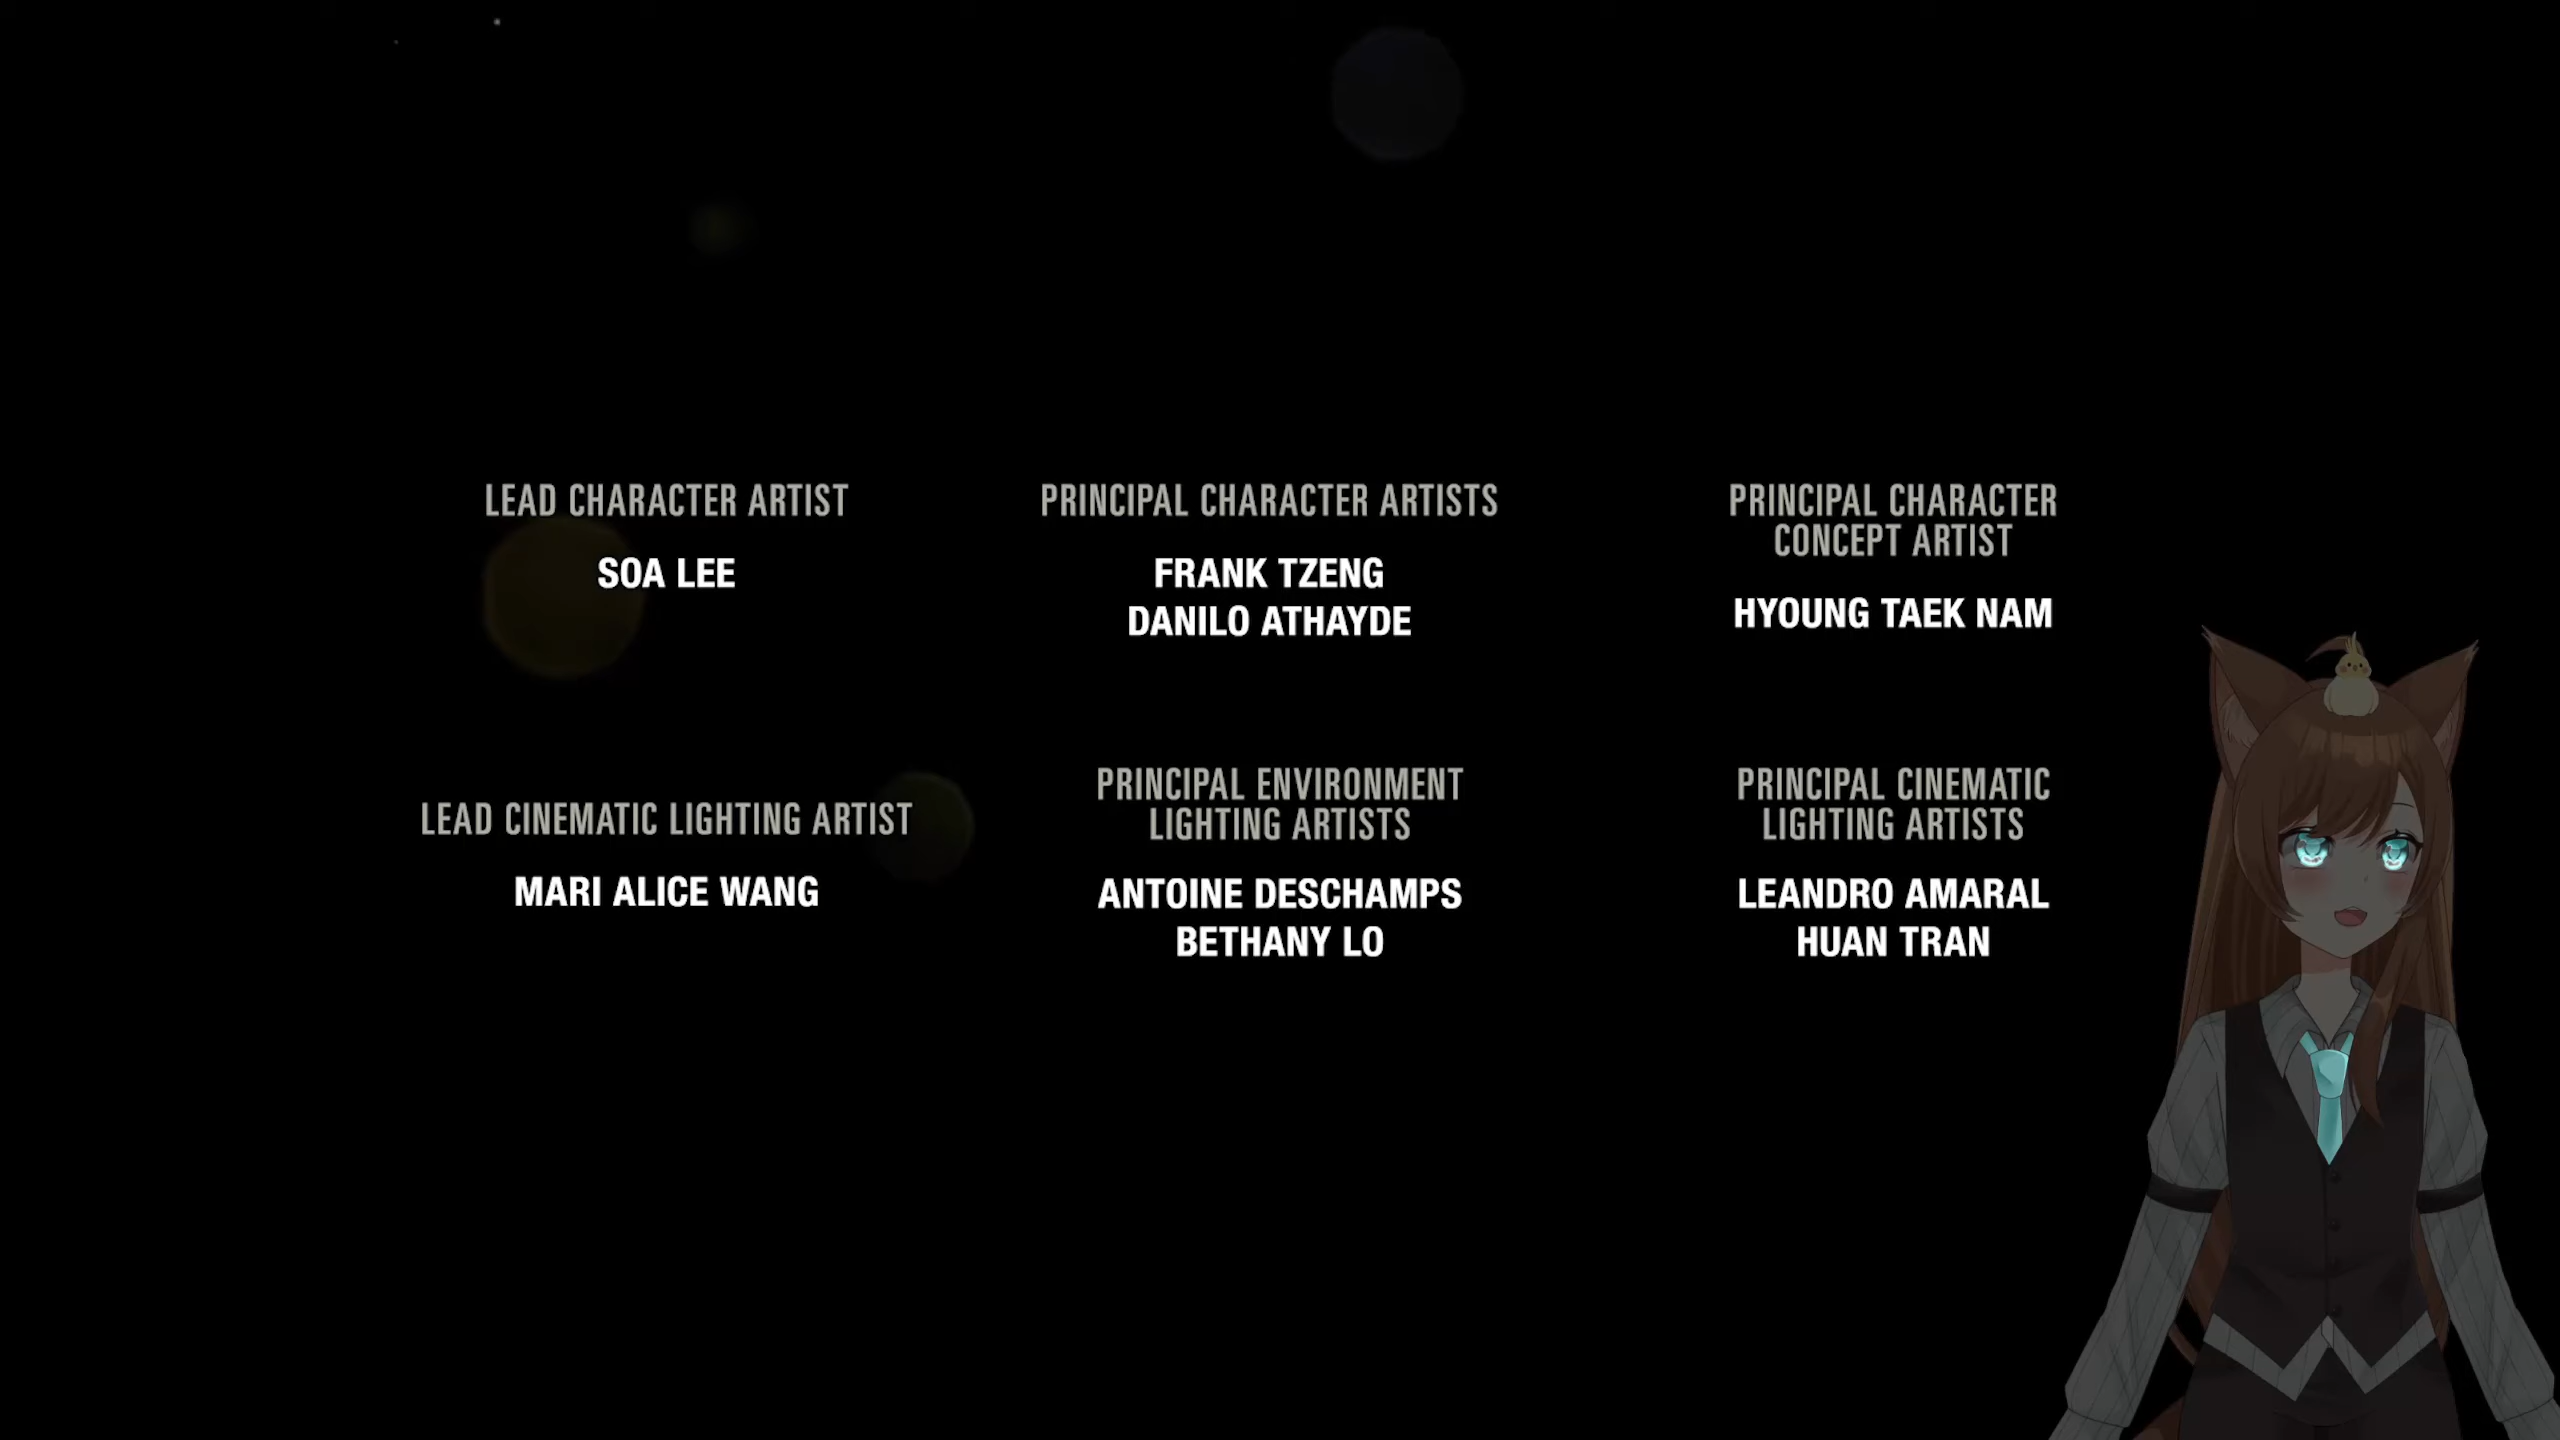 LEAD CHARACTER ARTIST
SOA LEE
PRINCIPAL CHARACTER ARTISTS
FRANK TZENG
DANILO ATHAYDE
PRINCIPAL CHARACTER
CONCEPT ARTIST
HYOUNG TAEK NAM
LEAD CINEMATIC LIGHTING ARTIST
MARI ALICE WANG
PRINCIPAL ENVIRONMENT
LIGHTING ARTISTS
ANTOINE DESCHAMPS
BETHANY LO
PRINCIPAL CINEMATIC
LIGHTING ARTISTS
LEANDRO AMARAL
HUAN TRAN